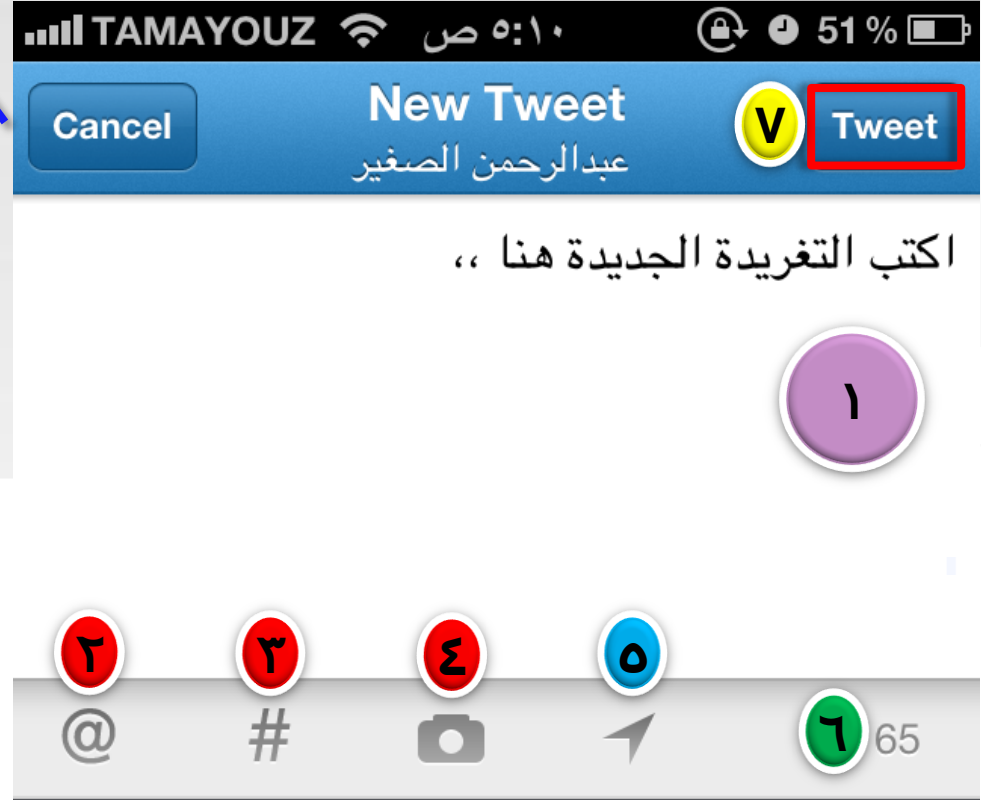 TAMAYOUZ ٥:١٠ ص 51 %
Cancel New Tweet ٧ Tweet
عبدالرحمن الصغير
اكتب التغريدة الجديدة هنا ،،
١
٢ ٣ ٤ ٥
@ # ٦ 65